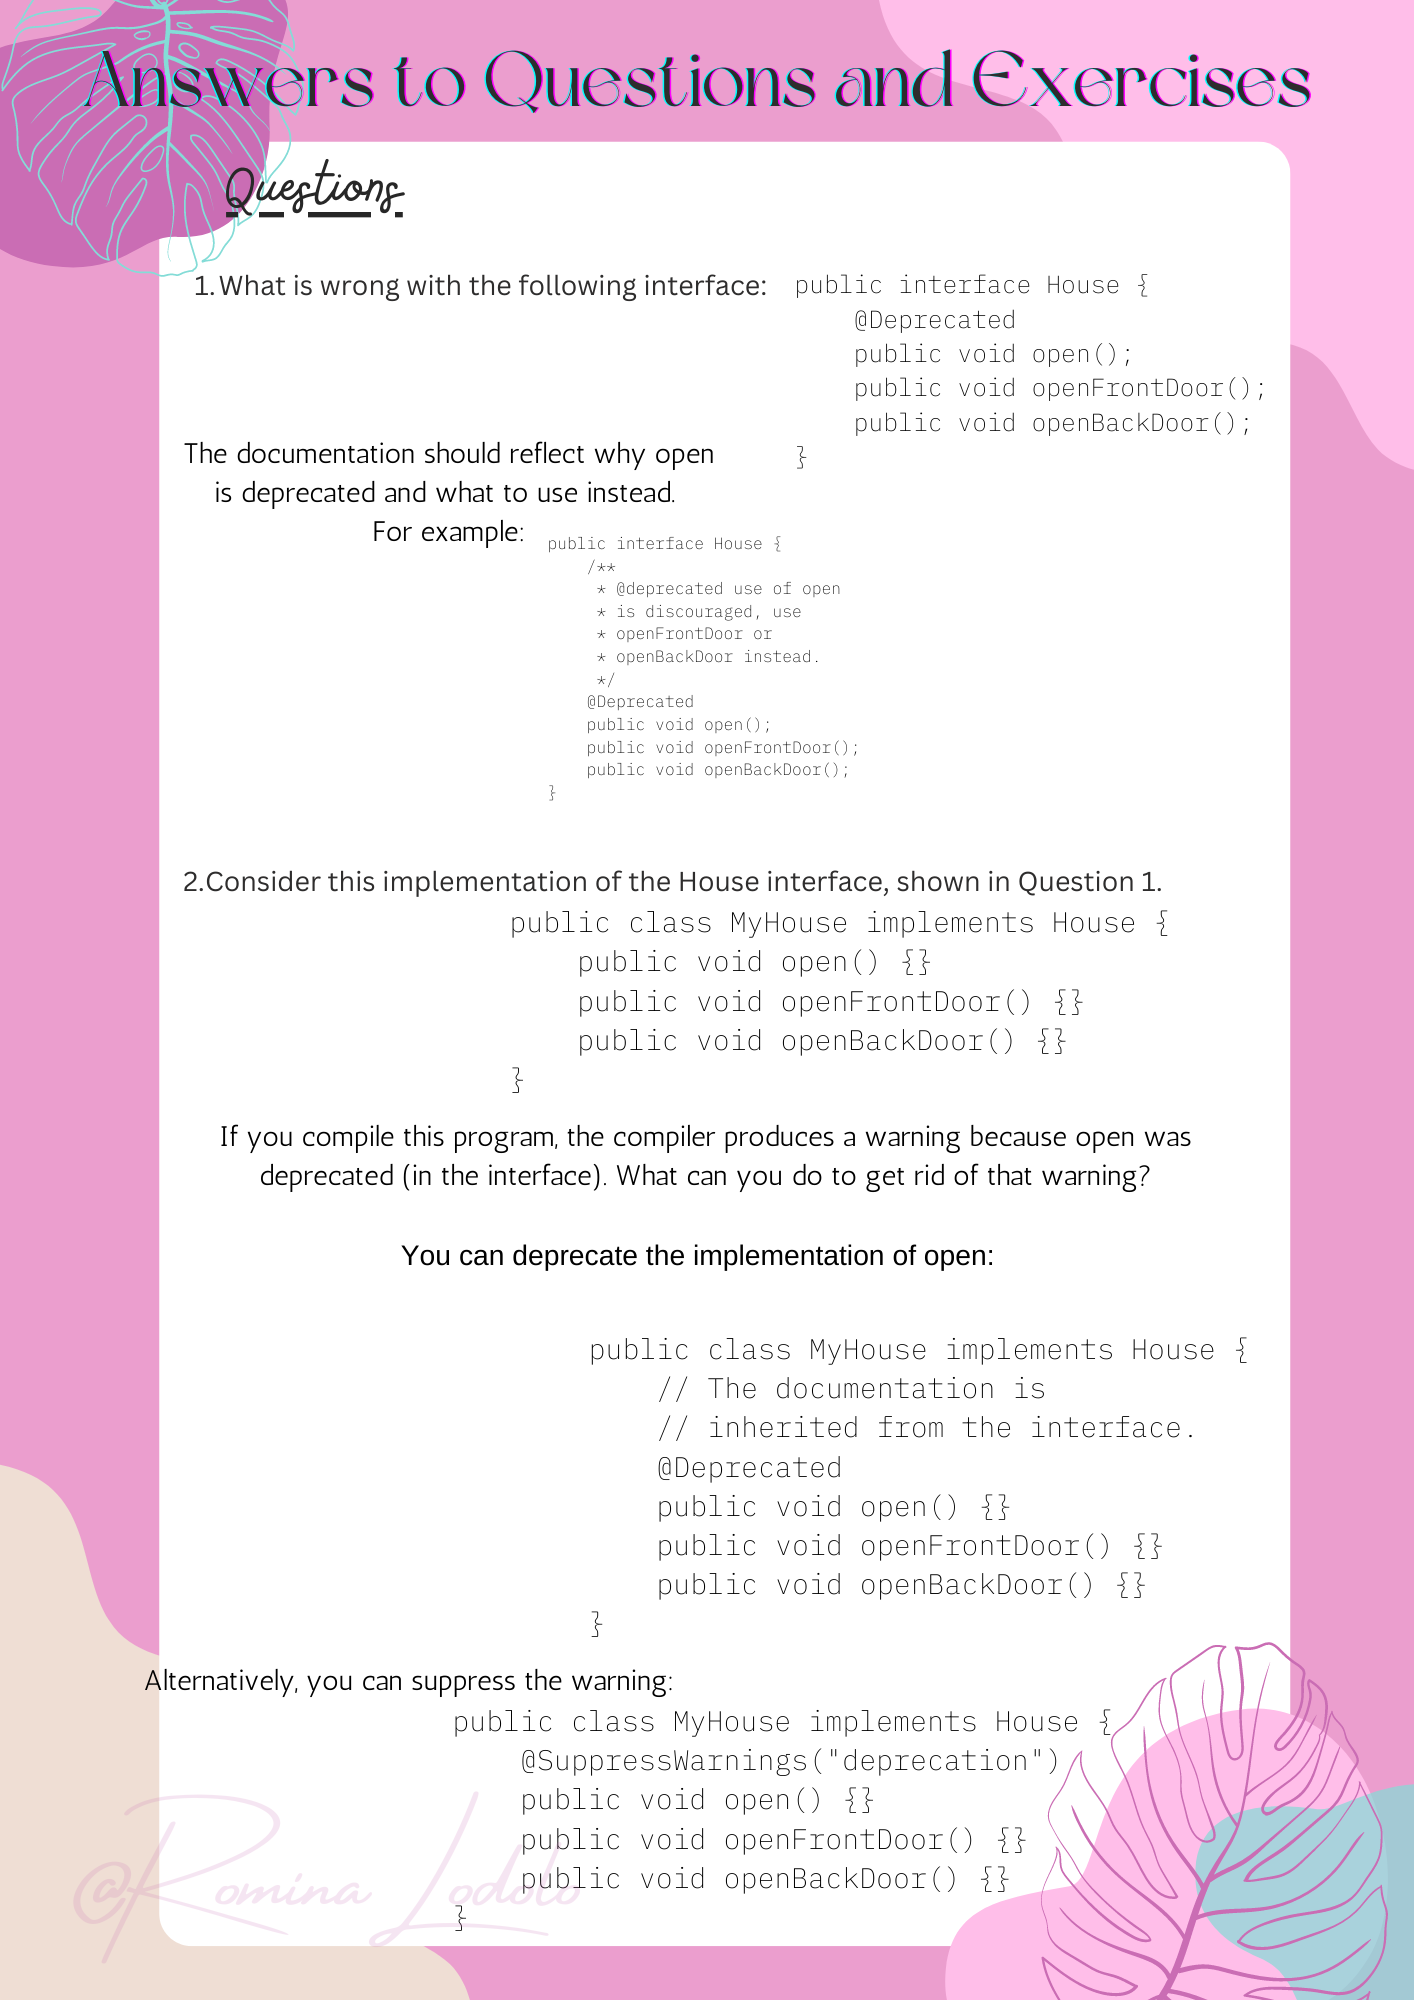 Answers to Questions and Exercises
Questions
1. What is wrong with the following interface:
public interface House {
    @Deprecated
    public void open();
    public void openFrontDoor();
    public void openBackDoor();
}
The documentation should reflect why open
is deprecated and what to use instead.
For example:
public interface House {
    /**
     * @deprecated use of open
     * is discouraged, use
     * openFrontDoor or
     * openBackDoor instead.
     */
    @Deprecated
    public void open();
    public void openFrontDoor();
    public void openBackDoor();
}
2.Consider this implementation of the House interface, shown in Question 1.
public class MyHouse implements House {
    public void open() {}
    public void openFrontDoor() {}
    public void openBackDoor() {}
}
If you compile this program, the compiler produces a warning because open was
deprecated (in the interface). What can you do to get rid of that warning?
You can deprecate the implementation of open:
public class MyHouse implements House {
    // The documentation is
    // inherited from the interface.
    @Deprecated
    public void open() {}
    public void openFrontDoor() {}
    public void openBackDoor() {}
}
Alternatively, you can suppress the warning:
public class MyHouse implements House {
    @SuppressWarnings("deprecation")
    public void open() {}
    public void openFrontDoor() {}
    public void openBackDoor() {}
}
@Romina Lodolo